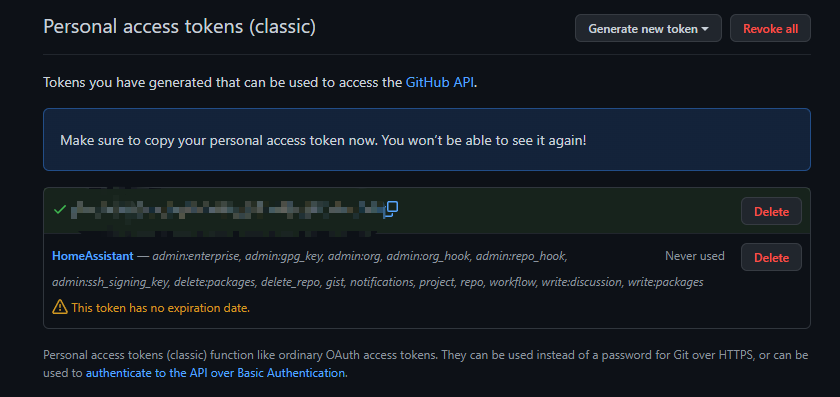 Personal access tokens (classic)
Generate new token
Revoke all
Tokens you have generated that can be used to access the GitHub API.
Make sure to copy your personal access token now. You won’t be able to see it again!
Delete
HomeAssistant — admin:enterprise, admin:gpg_key, admin:org, admin:org_hook, admin:repo_hook,
Never used
Delete
admin:ssh_signing_key, delete:packages, delete_repo, gist, notifications, project, repo, workflow, write:discussion, write:packages
This token has no expiration date.
Personal access tokens (classic) function like ordinary OAuth access tokens. They can be used instead of a password for Git over HTTPS, or can be
used to authenticate to the API over Basic Authentication.